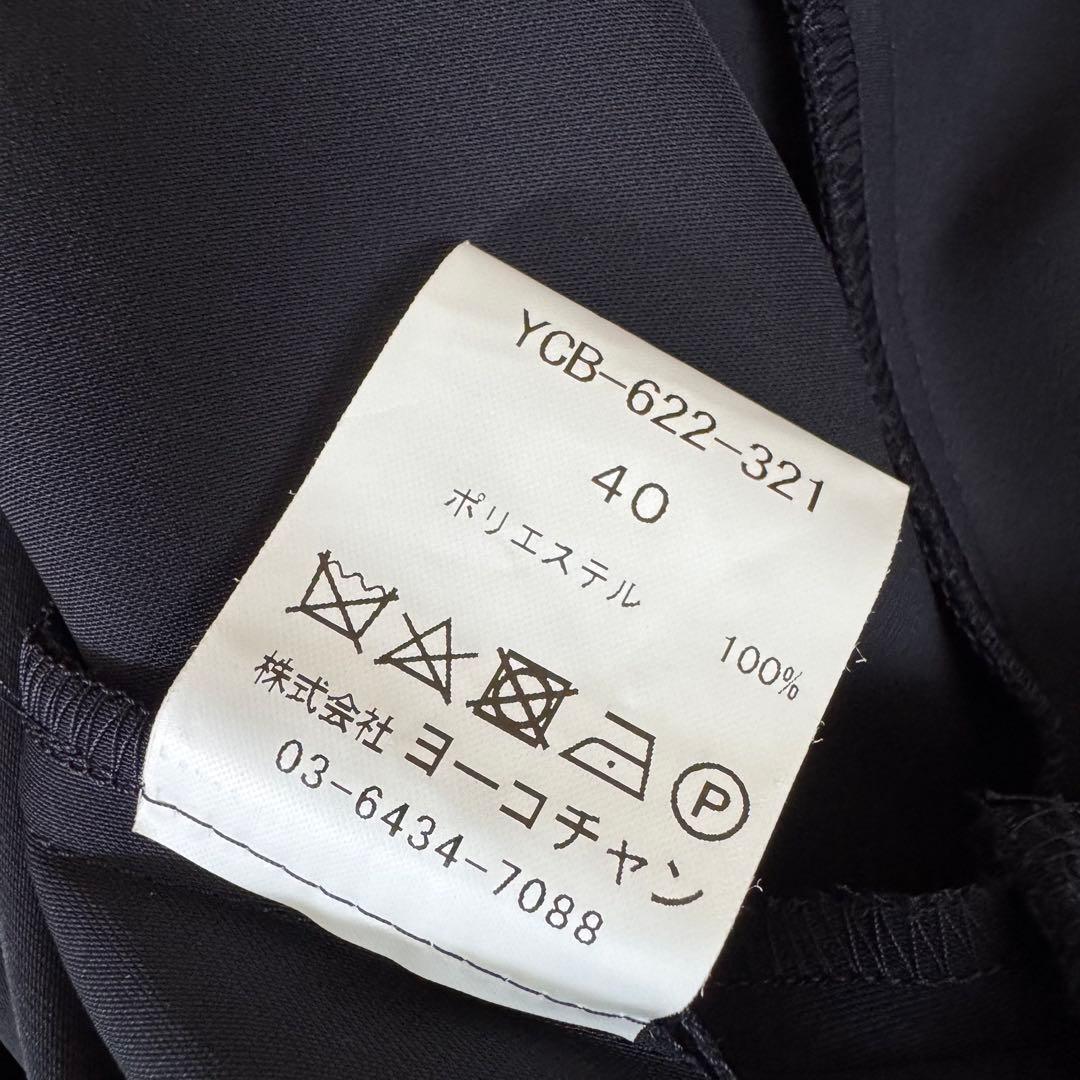 YCB-622-321
40
ポリエステル 100%
P
株式会社 ヨーコチャン
03-6434-7088